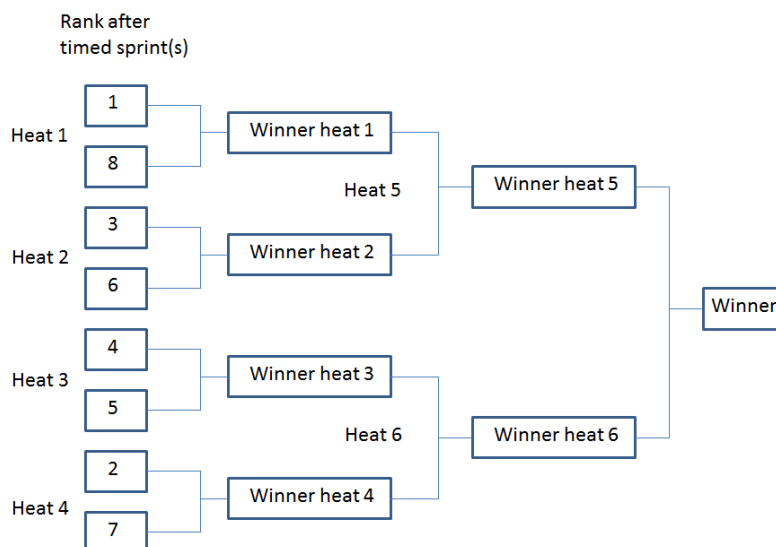 Rank after
timed sprint(s)
Heat 1
1
8
Winner heat 1
Heat 5
Winner heat 5
Heat 2
3
6
Winner heat 2
Winner
Heat 3
4
5
Winner heat 3
Heat 6
Winner heat 6
Heat 4
2
7
Winner heat 4